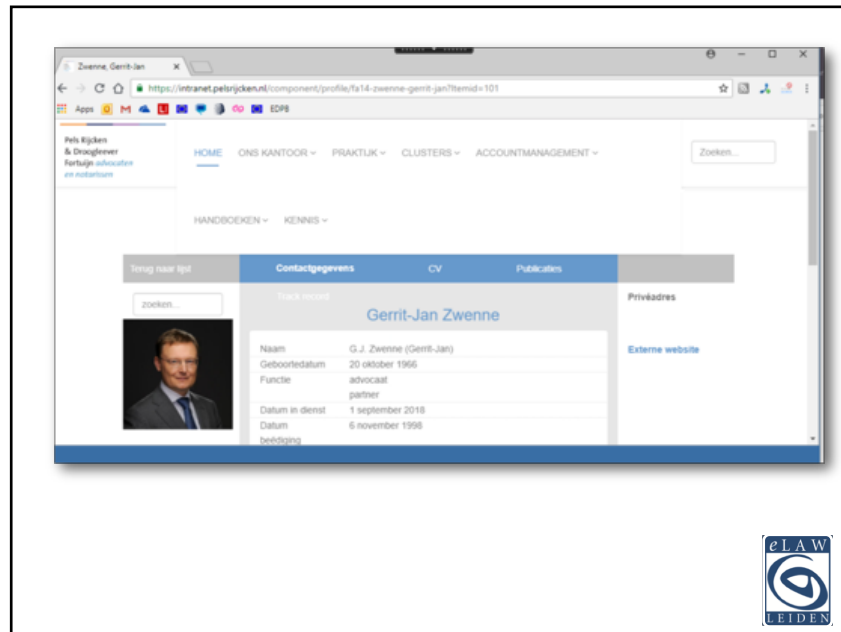 Zwenne, Gerrit-Jan
https://intranet.pelsrijcken.nl/component/profile/fa14-zwenne-gerrit-jan?Itemid=101
Apps EDPB
Pels Rijcken
& Droogleever
Fortuijn advocaten
en notarissen
HOME ONS KANTOOR PRAKTIJK CLUSTERS ACCOUNTMANAGEMENT
Zoeken...
HANDBOEKEN KENNIS
Terug naar lijst Contactgegevens CV Publicaties
Track record
zoeken...
Privéadres
Gerrit-Jan Zwenne
Naam G.J. Zwenne (Gerrit-Jan)
Externe website
Geboortedatum 20 oktober 1966
Functie advocaat
partner
Datum in dienst 1 september 2018
Datum 6 november 1998
beëdiging
eLAW
LEIDEN